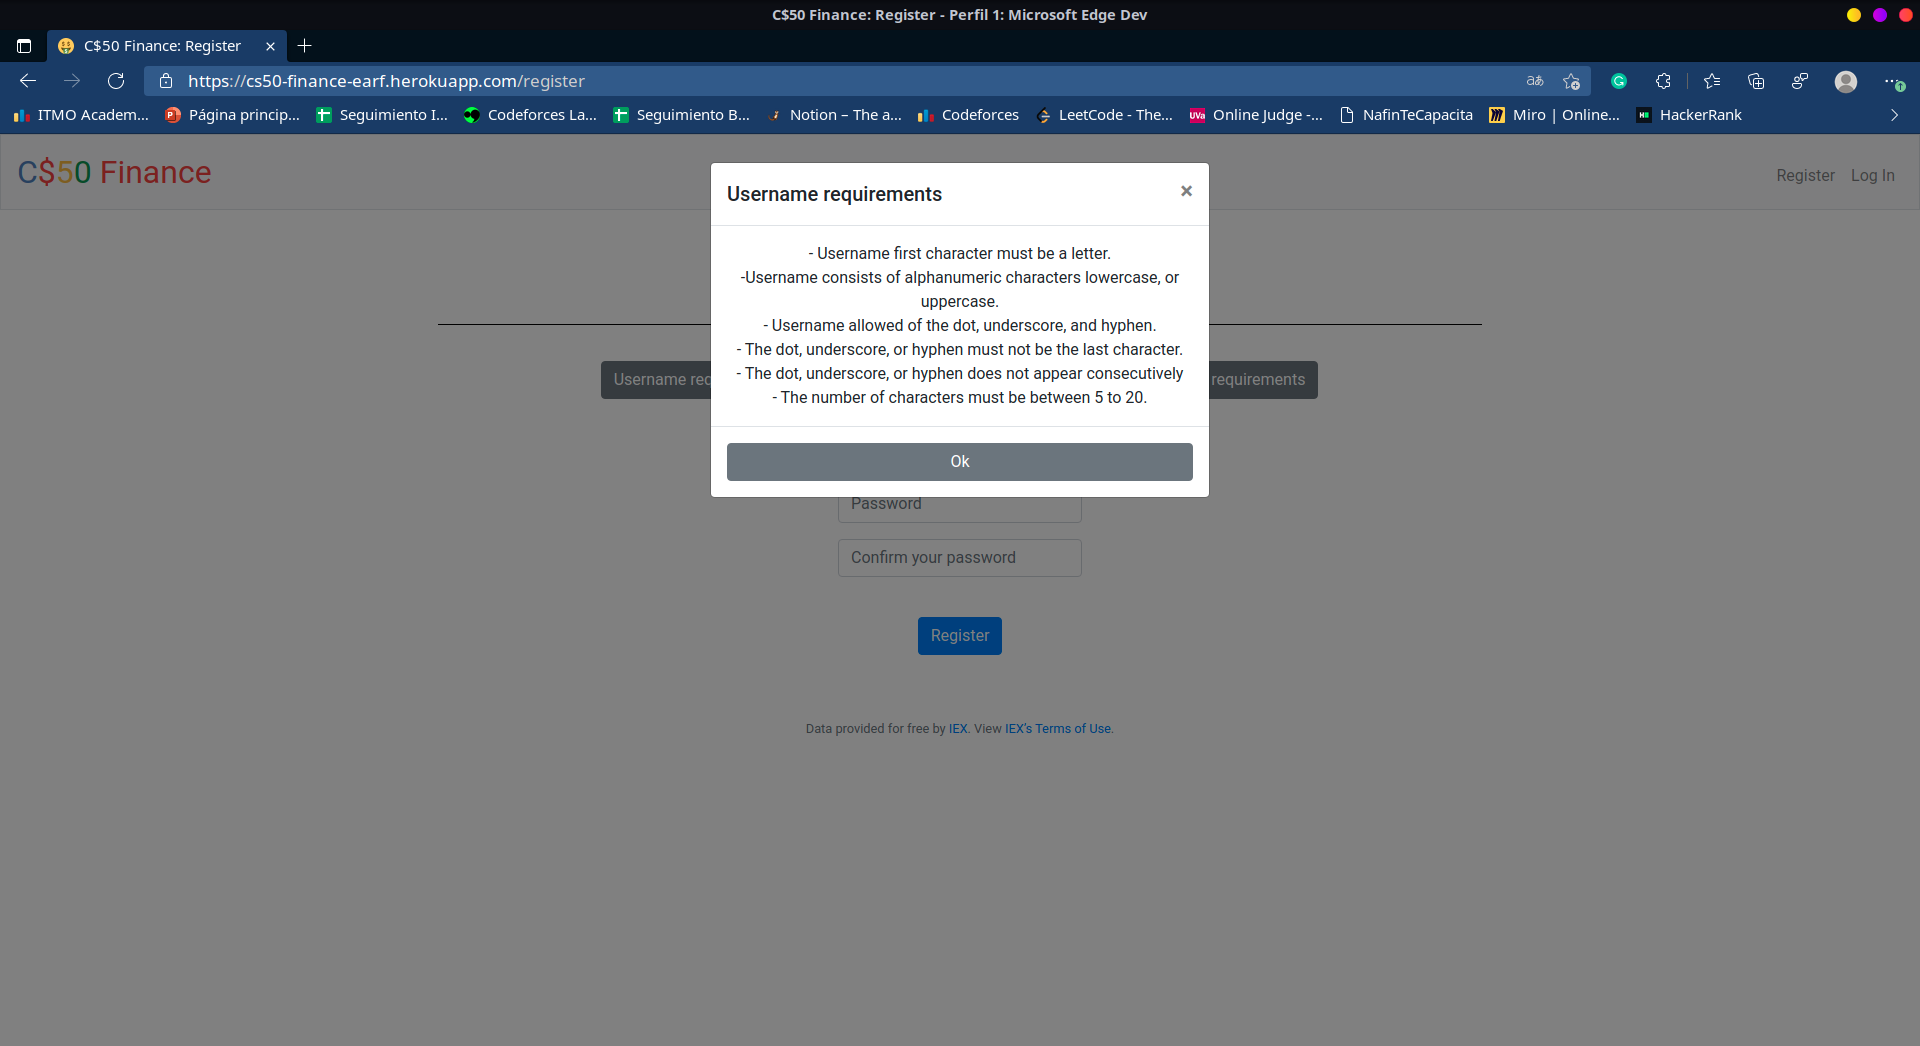 C$50 Finance: Register - Perfil 1: Microsoft Edge Dev
C$50 Finance: Register
https://cs50-finance-earf.herokuapp.com/register
aあ
ITMO Academ... Página princip... Seguimiento I... Codeforces La... Seguimiento B... Notion – The a... Codeforces LeetCode - The... UVa Online Judge -... NafinTeCapacita Miro | Online... HackerRank
C$50 Finance
Register Log In
Username requirements ×
- Username first character must be a letter.
-Username consists of alphanumeric characters lowercase, or
uppercase.
- Username allowed of the dot, underscore, and hyphen.
- The dot, underscore, or hyphen must not be the last character.
- The dot, underscore, or hyphen does not appear consecutively
- The number of characters must be between 5 to 20.
Username req
requirements
Ok
Password
Confirm your password
Register
Data provided for free by IEX. View IEX's Terms of Use.